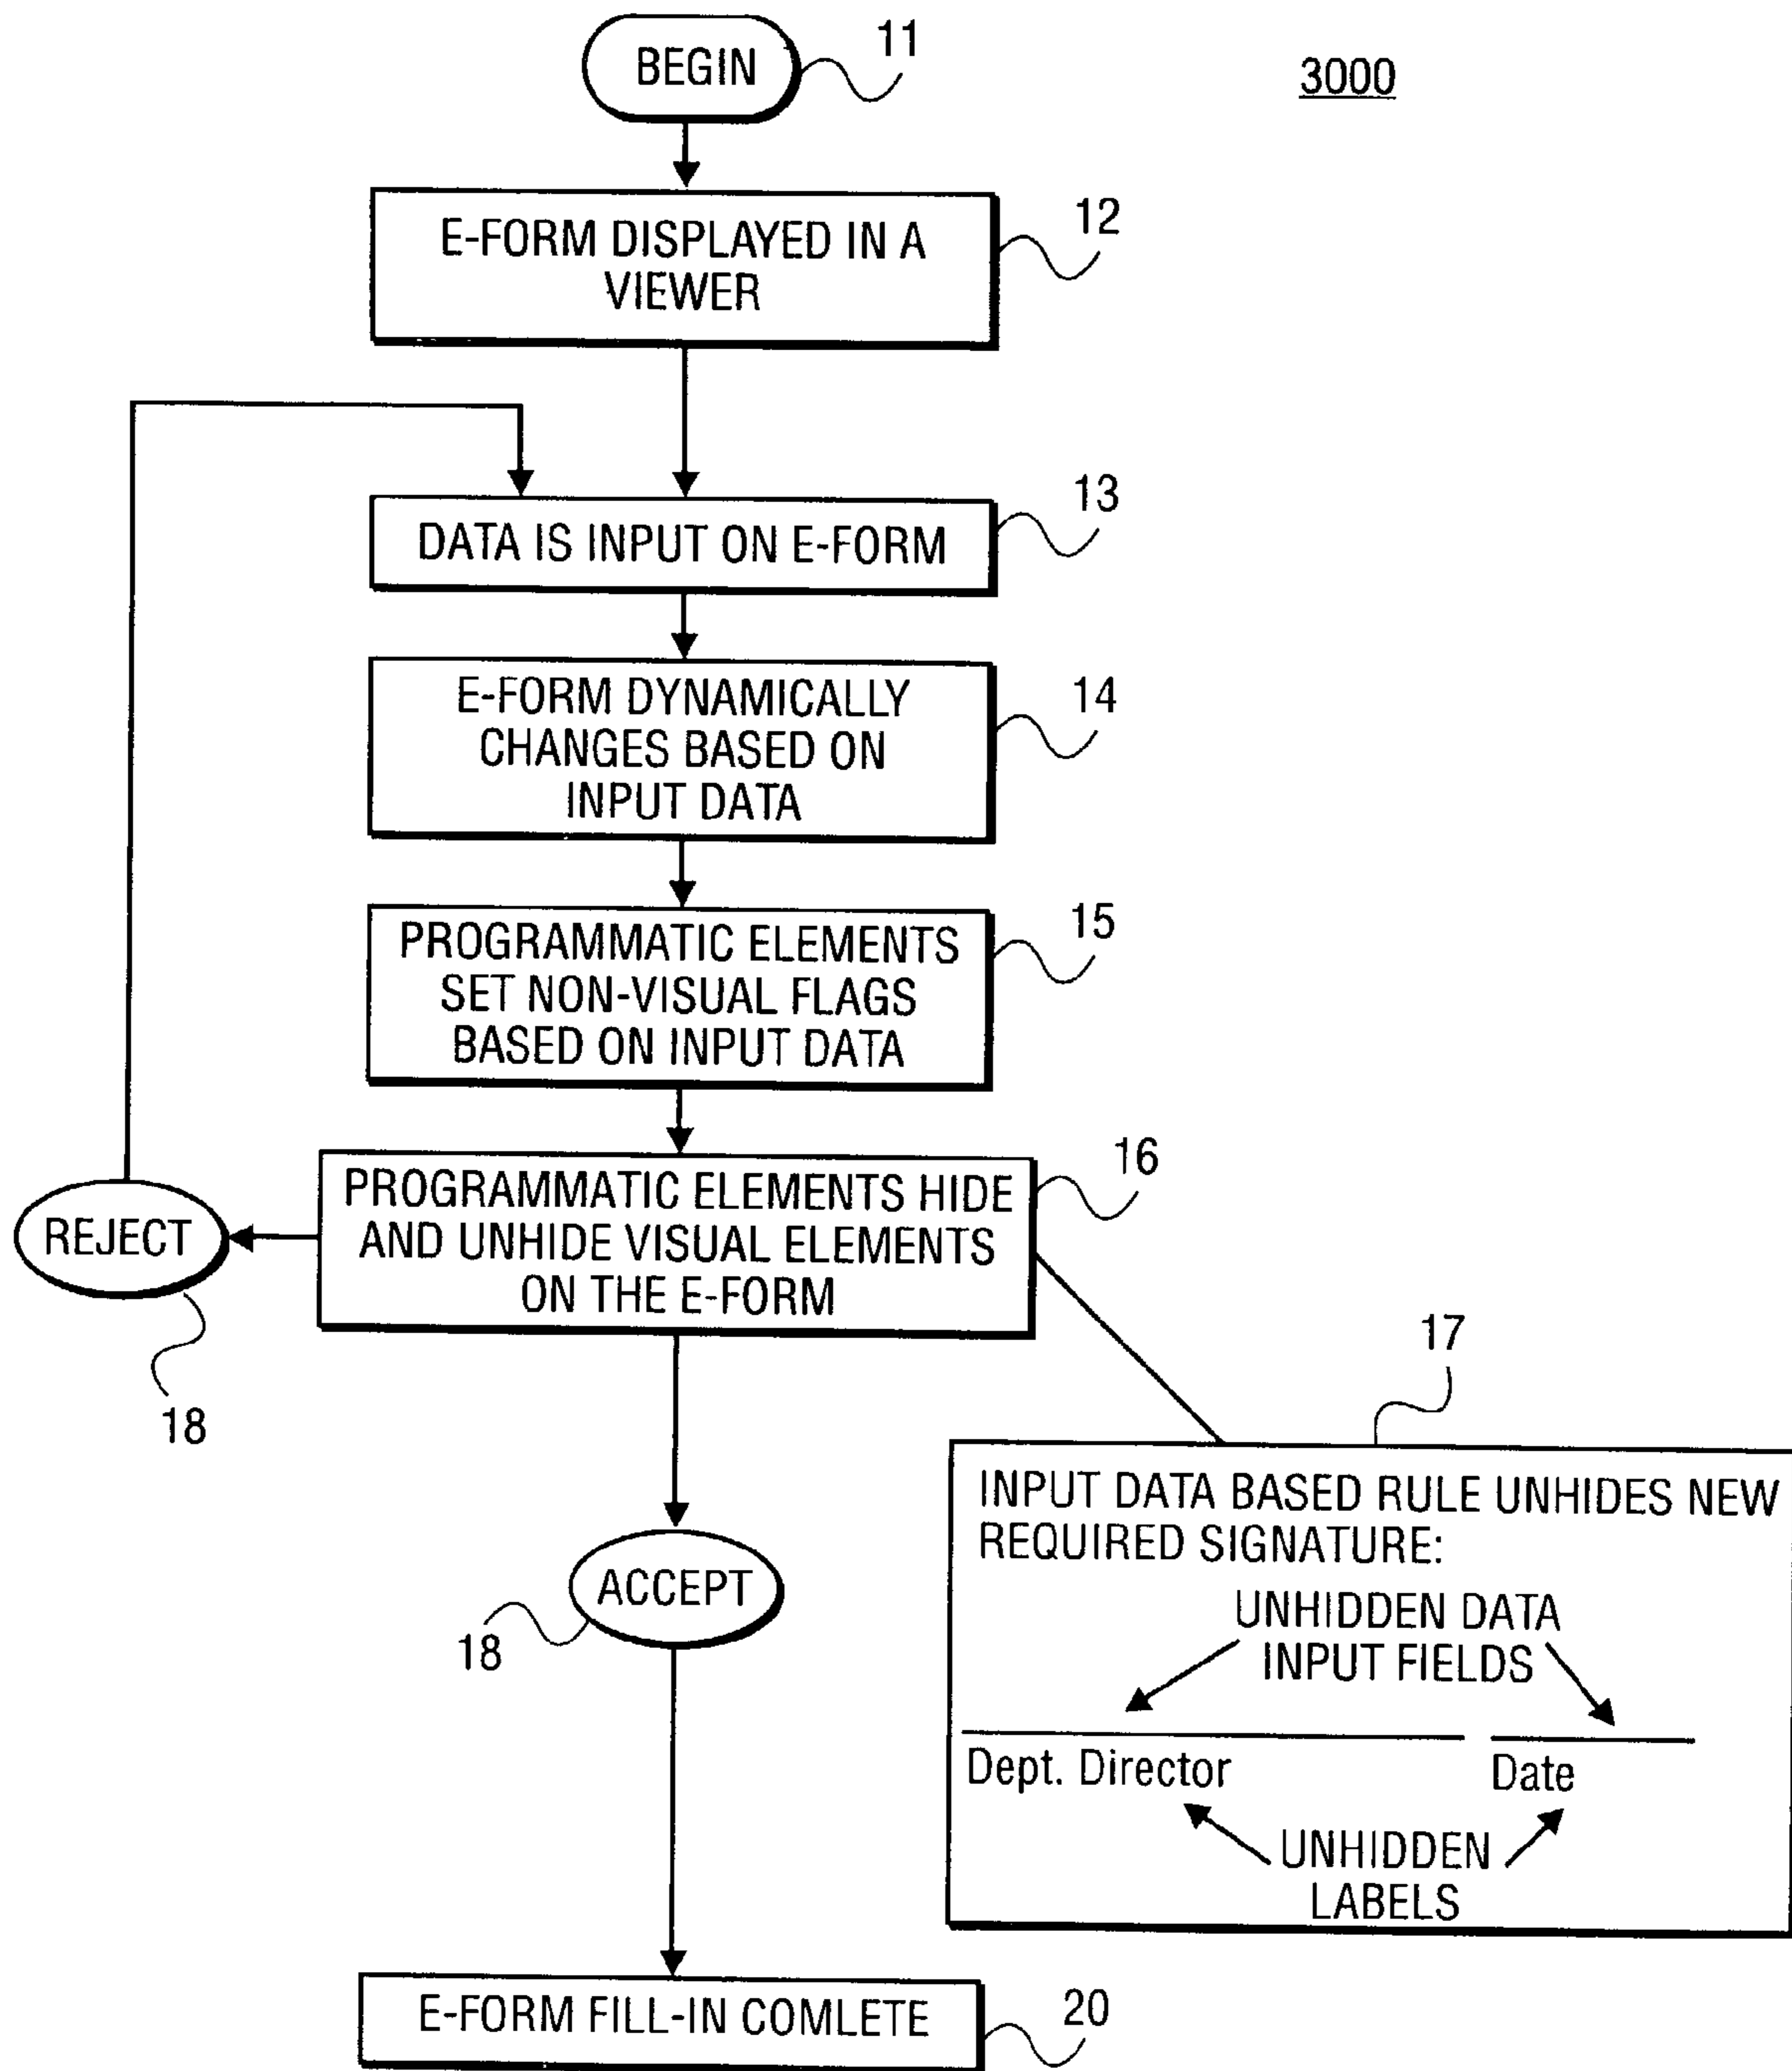 BEGIN
11
3000
E-FORM DISPLAYED IN A
VIEWER
12
DATA IS INPUT ON E-FORM
13
E-FORM DYNAMICALLY
CHANGES BASED ON
INPUT DATA
14
PROGRAMMATIC ELEMENTS
SET NON-VISUAL FLAGS
BASED ON INPUT DATA
15
PROGRAMMATIC ELEMENTS HIDE
AND UNHIDE VISUAL ELEMENTS
ON THE E-FORM
16
REJECT
18
17
INPUT DATA BASED RULE UNHIDES NEW
REQUIRED SIGNATURE:
UNHIDDEN DATA
INPUT FIELDS
Dept. Director
Date
UNHIDDEN
LABELS
ACCEPT
18
E-FORM FILL-IN COMLETE
20